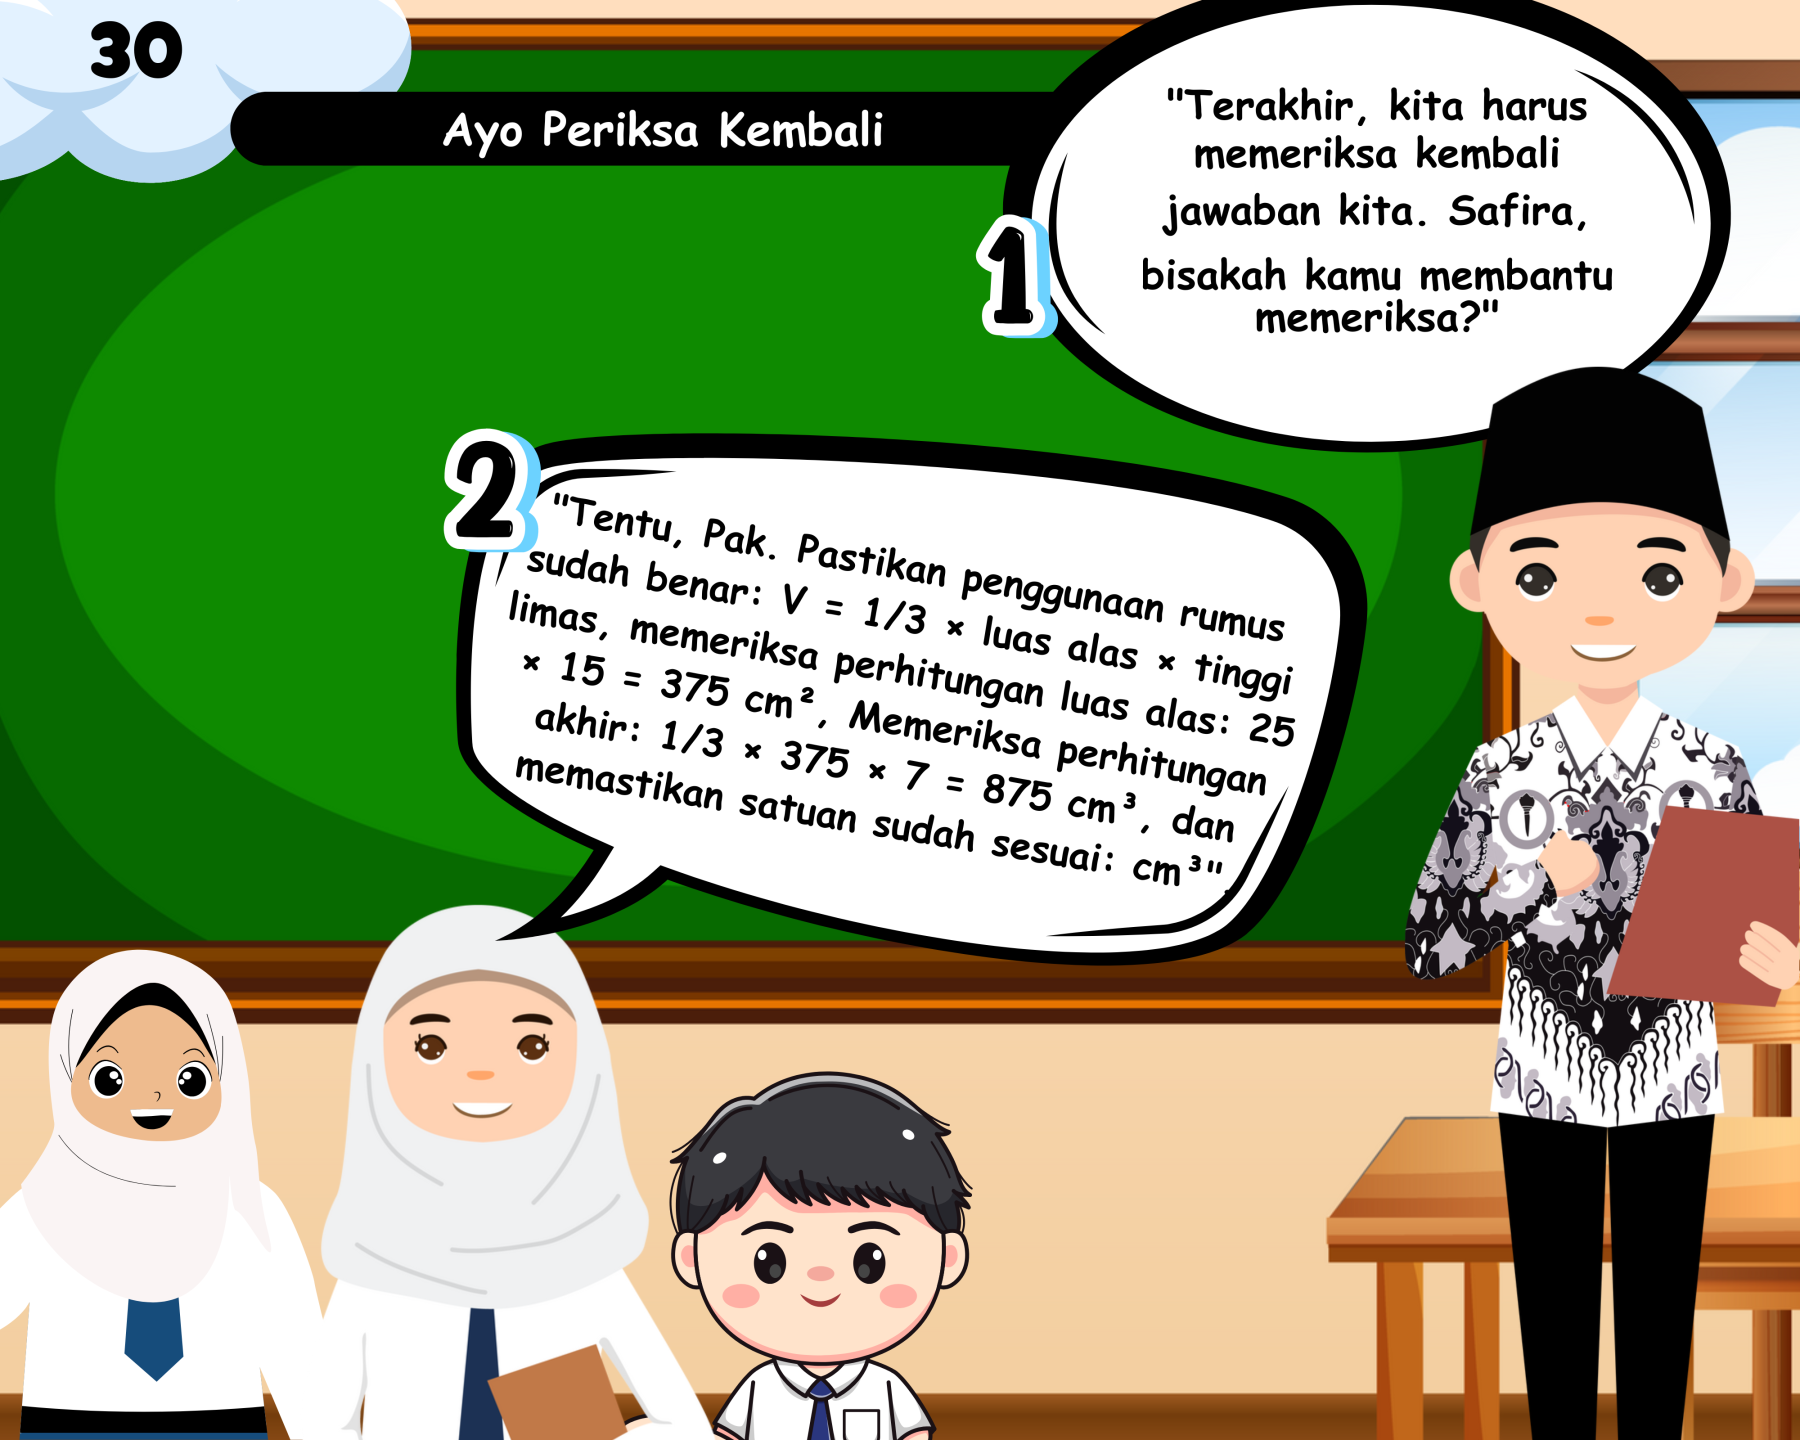 30
Ayo Periksa Kembali
"Terakhir, kita harus
memeriksa kembali
jawaban kita. Safira,
bisakah kamu membantu
memeriksa?"
1
2
"Tentu, Pak. Pastikan penggunaan rumus
sudah benar: V = 1/3 × luas alas × tinggi
limas, memeriksa perhitungan luas alas: 25
× 15 = 375 cm², Memeriksa perhitungan
akhir: 1/3 × 375 × 7 = 875 cm³, dan
memastikan satuan sudah sesuai: cm³"